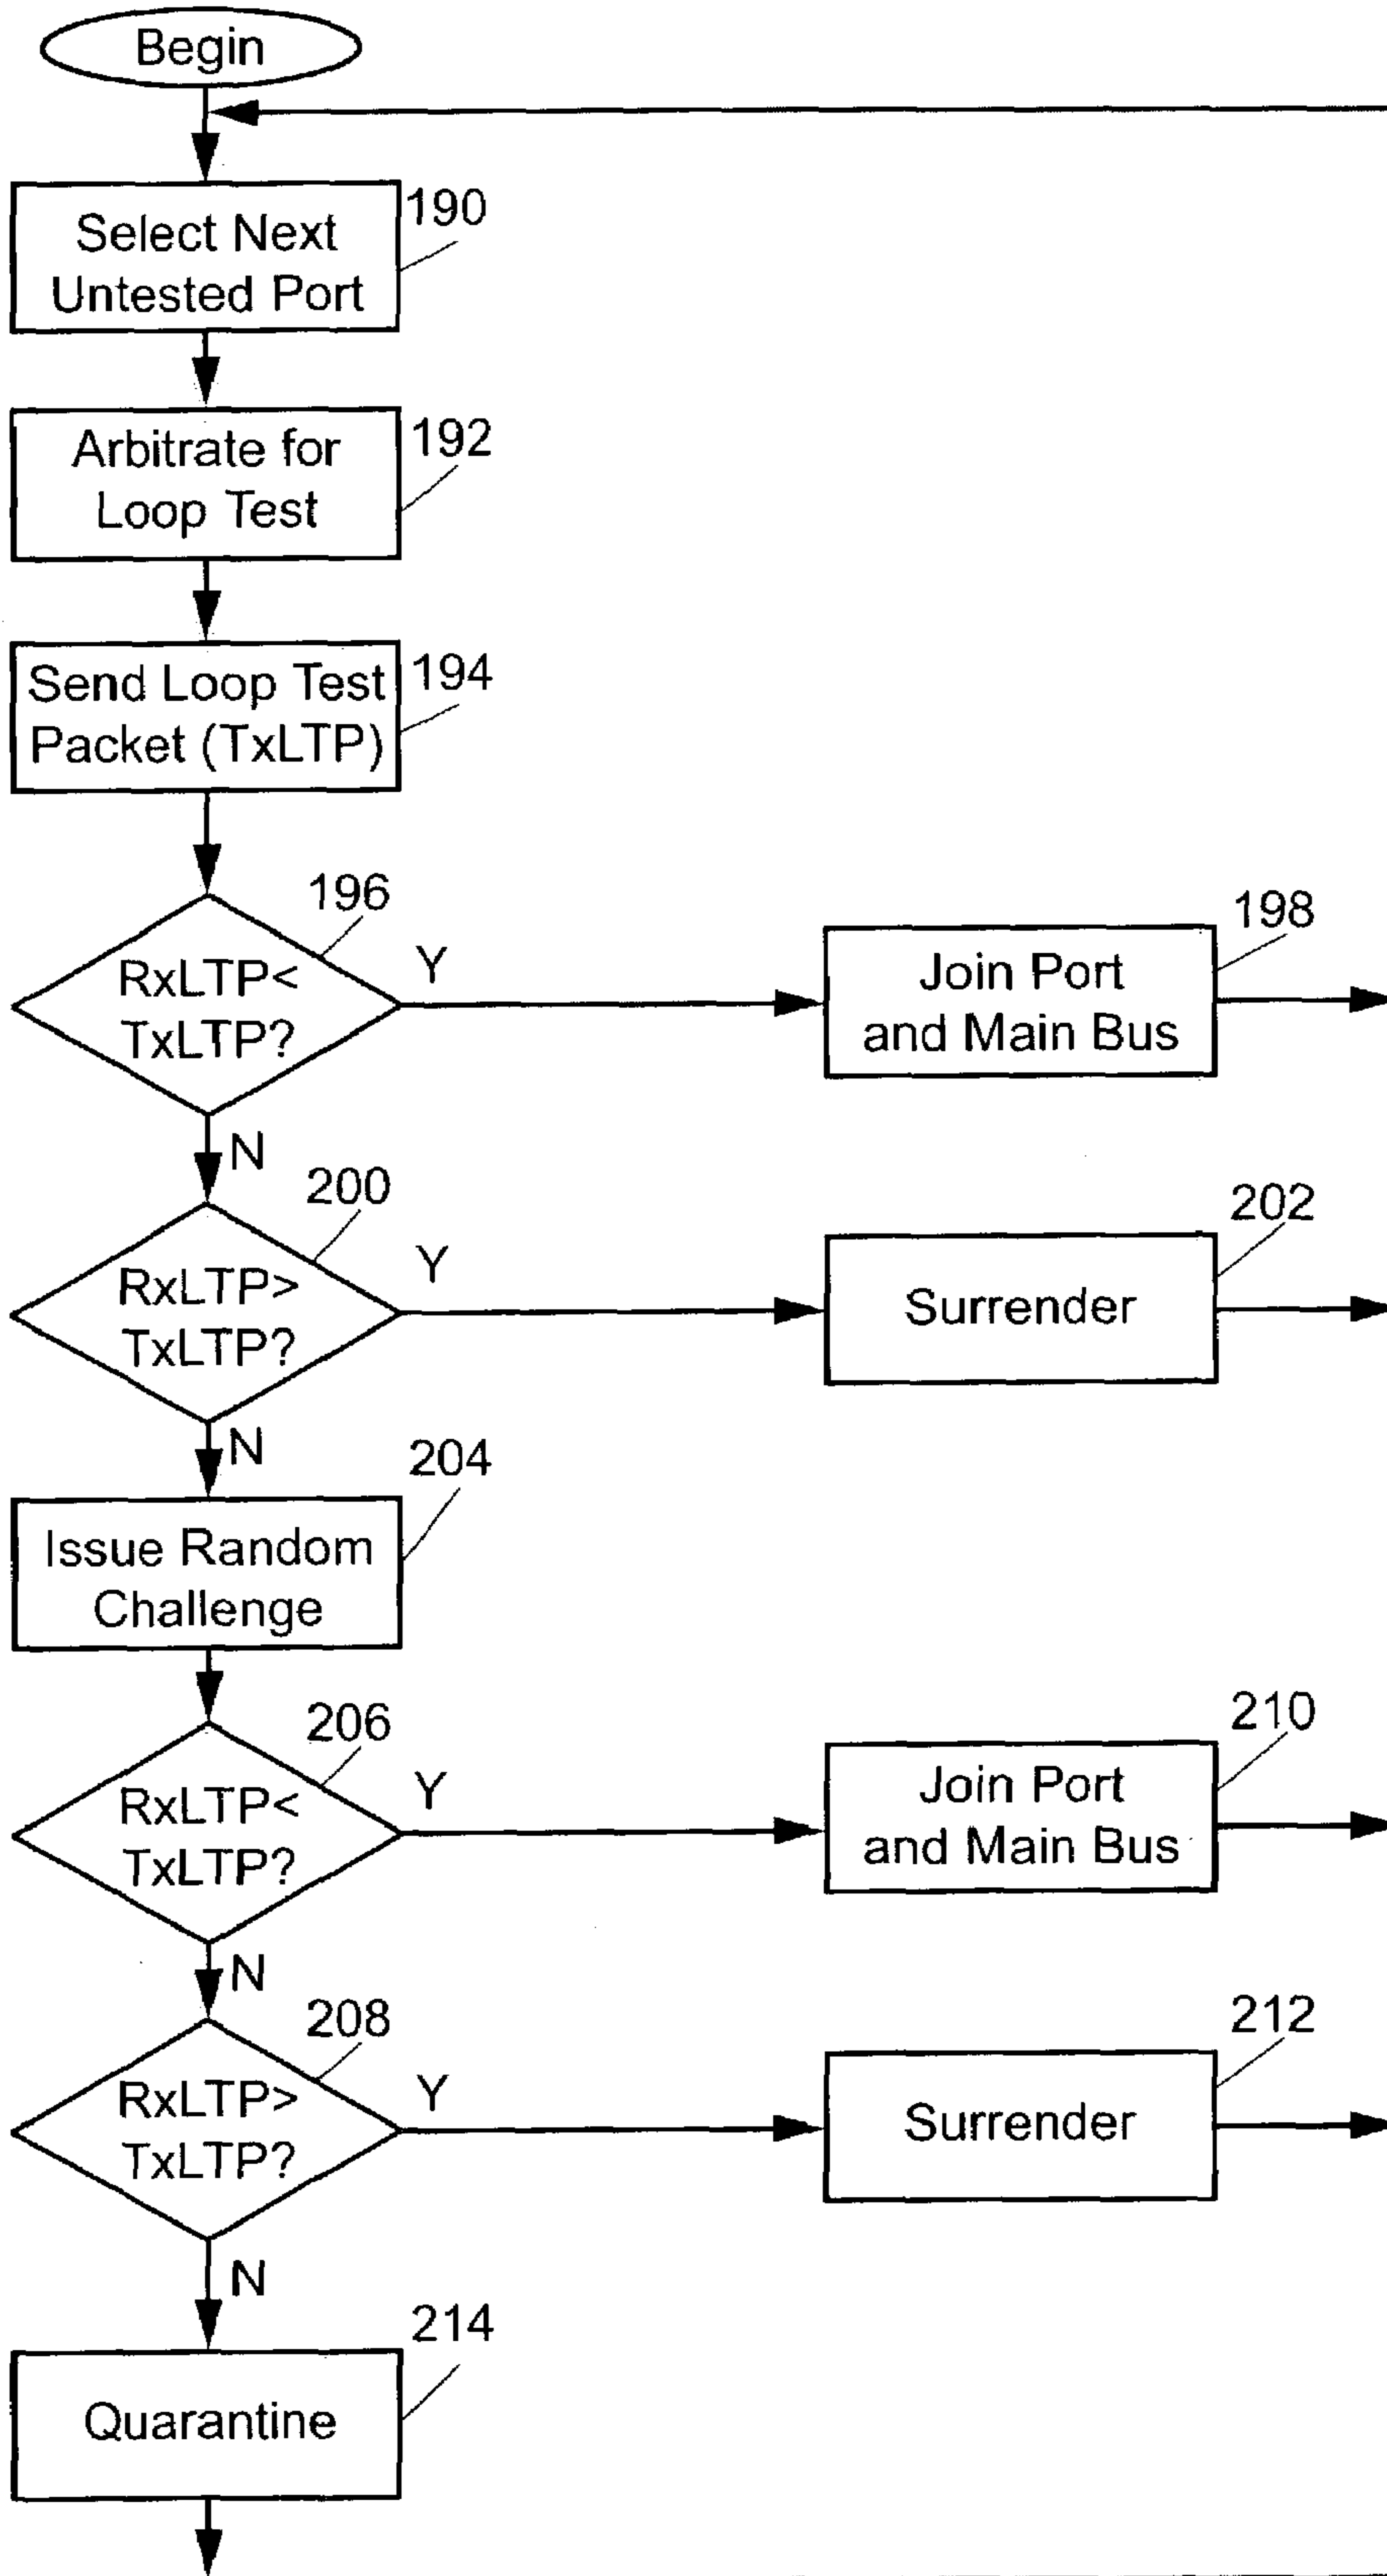 Begin
190
Select Next
Untested Port
192
Arbitrate for
Loop Test
194
Send Loop Test
Packet (TxLTP)
196
RxLTP<
TxLTP?
Y
198
Join Port
and Main Bus
N
200
RxLTP>
TxLTP?
Y
202
Surrender
N
204
Issue Random
Challenge
206
RxLTP<
TxLTP?
Y
210
Join Port
and Main Bus
N
208
RxLTP>
TxLTP?
Y
212
Surrender
N
214
Quarantine